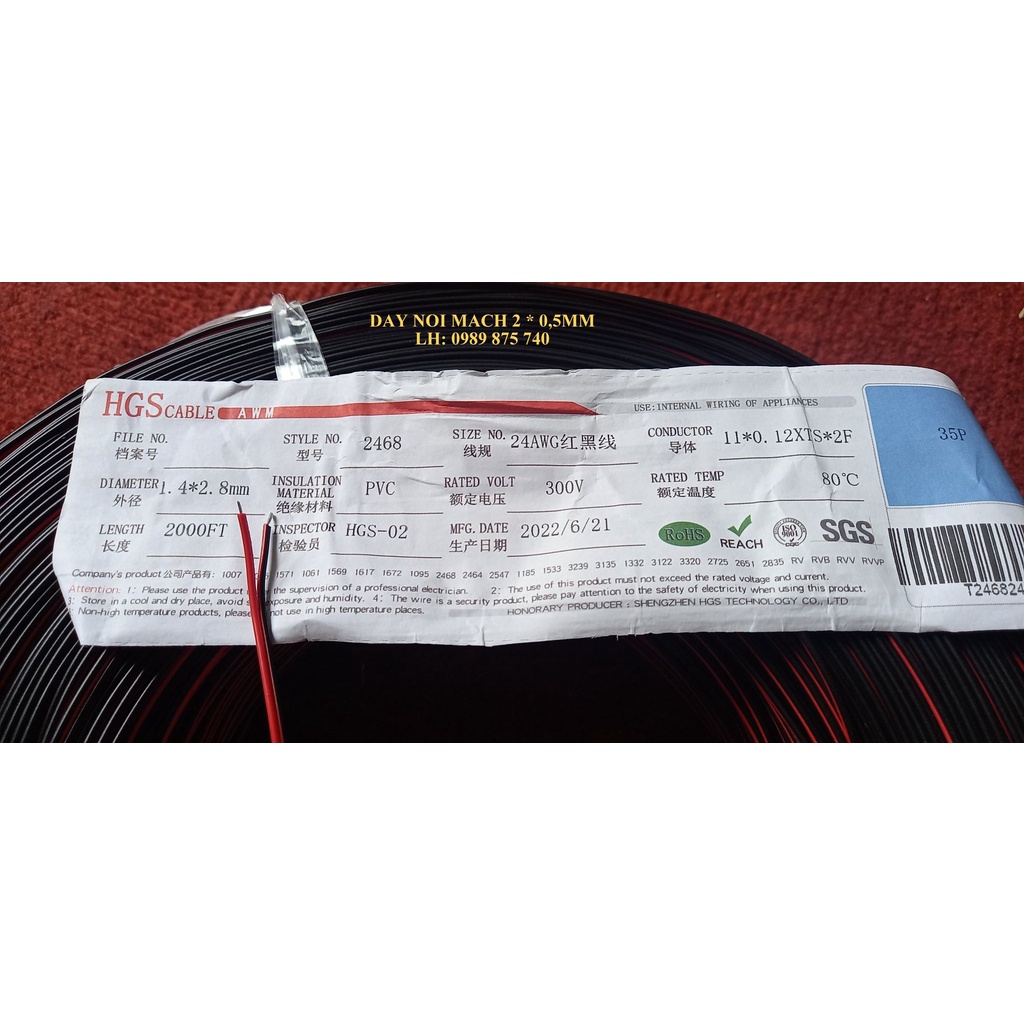 DAY NOI MACH 2 * 0,5MM
LH: 0989 875 740
HGS CABLE AWM
USE: INTERNAL WIRING OF APPLIANCES
FILE NO.
档案号
STYLE NO. 2468
型号
SIZE NO. 24AWG红黑线
线规
CONDUCTOR 11*0.12XTS*2F
导体
35P
DIAMETER 1.4*2.8mm
外径
INSULATION MATERIAL PVC
绝缘材料
RATED VOLT 300V
额定电压
RATED TEMP 80℃
额定温度
LENGTH 2000FT
长度
INSPECTOR HGS-02
检验员
MFG.DATE 2022/6/21
生产日期
RoHS
REACH
ISO 9001
CQC
SGS
T246824
Company's product 公司产品有: 1007 1571 1061 1569 1617 1672 1095 2468 2464 2547 1185 1533 3239 3135 1332 3122 3320 2725 2651 2835 RV RVB RVV RVVP
Attention: 1: Please use the product the supervision of a professional electrician. 2: The use of this product must not exceed the rated voltage and current.
3: Store in a cool and dry place, avoid exposure and humidity. 4: The wire is a security product, please pay attention to the safety of electricity when using this product.
Non-high temperature products, please not use in high temperature places.
HONORARY PRODUCER : SHENGZHEN HGS TECHNOLOGY CO., LTD